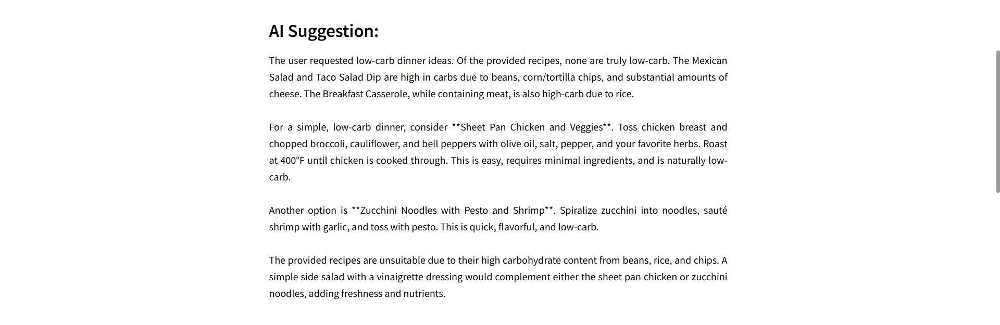 AI Suggestion:
The user requested low-carb dinner ideas. Of the provided recipes, none are truly low-carb. The Mexican
Salad and Taco Salad Dip are high in carbs due to beans, corn/tortilla chips, and substantial amounts of
cheese. The Breakfast Casserole, while containing meat, is also high-carb due to rice.
For a simple, low-carb dinner, consider **Sheet Pan Chicken and Veggies**. Toss chicken breast and
chopped broccoli, cauliflower, and bell peppers with olive oil, salt, pepper, and your favorite herbs. Roast
at 400°F until chicken is cooked through. This is easy, requires minimal ingredients, and is naturally low-
carb.
Another option is **Zucchini Noodles with Pesto and Shrimp**. Spiralize zucchini into noodles, sauté
shrimp with garlic, and toss with pesto. This is quick, flavorful, and low-carb.
The provided recipes are unsuitable due to their high carbohydrate content from beans, rice, and chips. A
simple side salad with a vinaigrette dressing would complement either the sheet pan chicken or zucchini
noodles, adding freshness and nutrients.